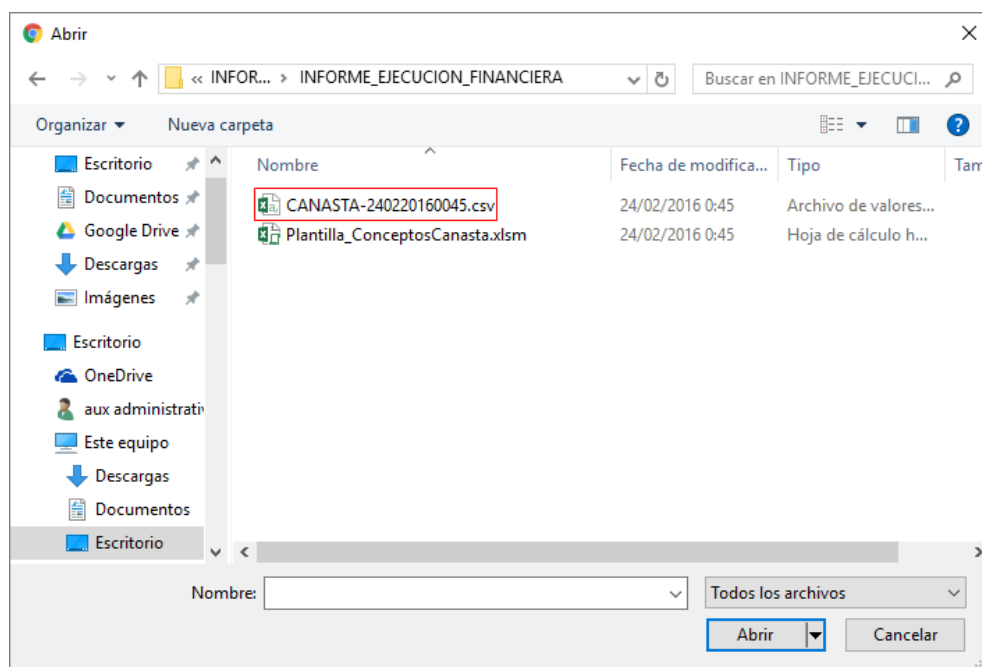 Abrir
« INFOR... › INFORME_EJECUCION_FINANCIERA
Buscar en INFORME_EJECUCI...
Organizar
Nueva carpeta
?
Escritorio
Documentos
Google Drive
Descargas
Imágenes
Escritorio
OneDrive
aux administrativ
Este equipo
Descargas
Documentos
Escritorio
Nombre Fecha de modifica... Tipo Tam
CANASTA-240220160045.csv 24/02/2016 0:45 Archivo de valores...
Plantilla_ConceptosCanasta.xlsm 24/02/2016 0:45 Hoja de cálculo h...
Nombre:
Todos los archivos
Abrir
Cancelar